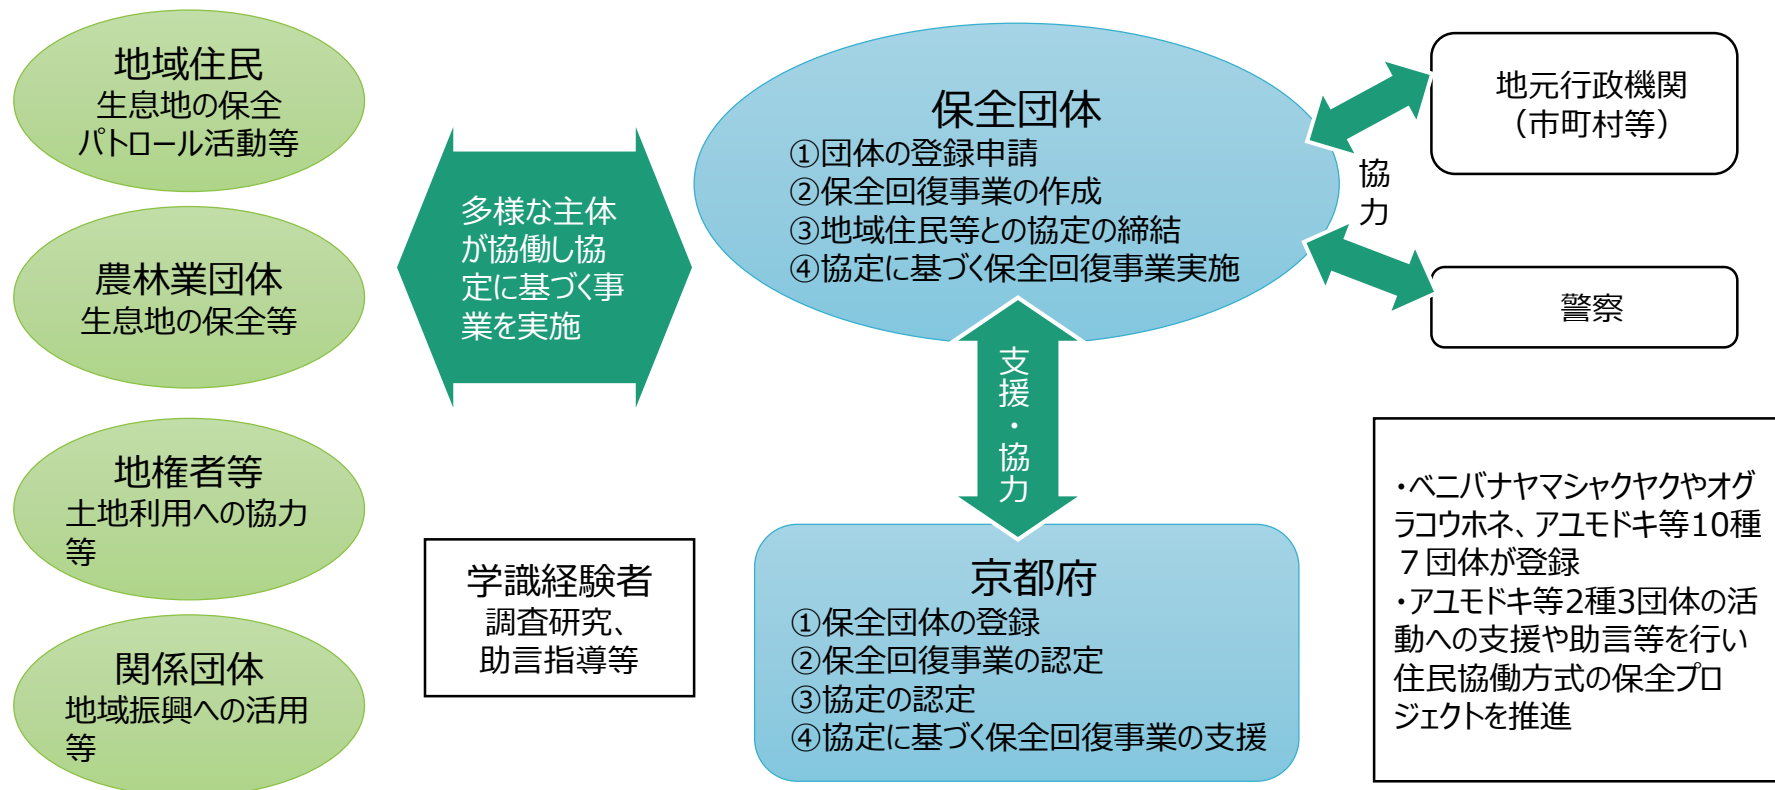 地域住民
生息地の保全
パトロール活動等
農林業団体
生息地の保全等
地権者等
土地利用への協力
等
関係団体
地域振興への活用
等
多様な主体
が協働し協
定に基づく事
業を実施
学識経験者
調査研究、
助言指導等
保全団体
①団体の登録申請
②保全回復事業の作成
③地域住民等との協定の締結
④協定に基づく保全回復事業実施
支援・協力
京都府
①保全団体の登録
②保全回復事業の認定
③協定の認定
④協定に基づく保全回復事業の支援
協力
地元行政機関
（市町村等）
警察
・ベニバナヤマシャクヤクやオグ
ラコウホネ、アユモドキ等10種
７団体が登録
・アユモドキ等2種3団体の活
動への支援や助言等を行い
住民協働方式の保全プロ
ジェクトを推進